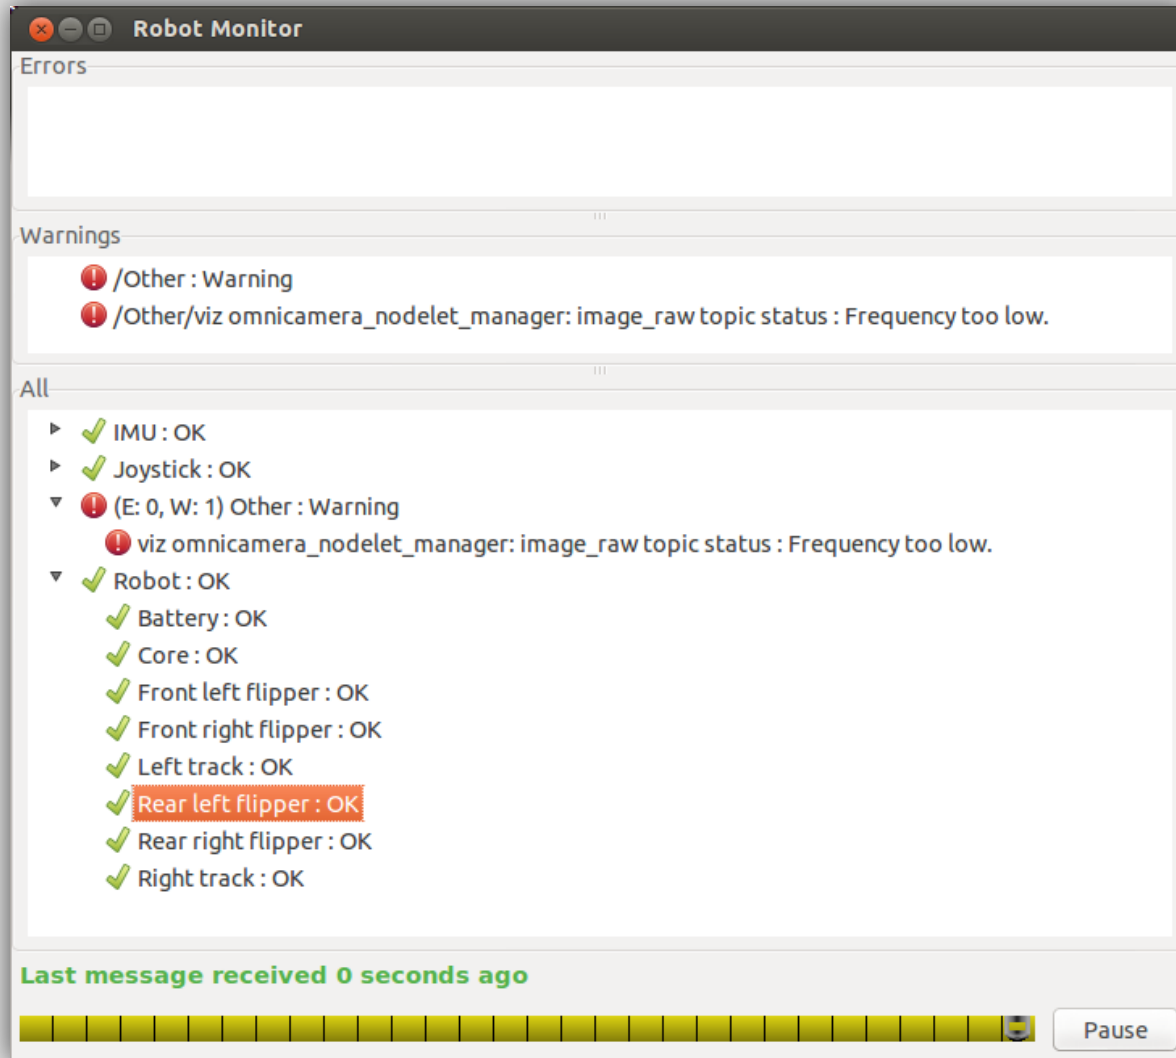 Robot Monitor
Errors
Warnings
/Other : Warning
/Other/viz omnicamera_nodelet_manager: image_raw topic status : Frequency too low.
All
IMU : OK
Joystick : OK
(E: 0, W: 1) Other : Warning
viz omnicamera_nodelet_manager: image_raw topic status : Frequency too low.
Robot : OK
Battery : OK
Core : OK
Front left flipper : OK
Front right flipper : OK
Left track : OK
Rear left flipper : OK
Rear right flipper : OK
Right track : OK
Last message received 0 seconds ago
Pause